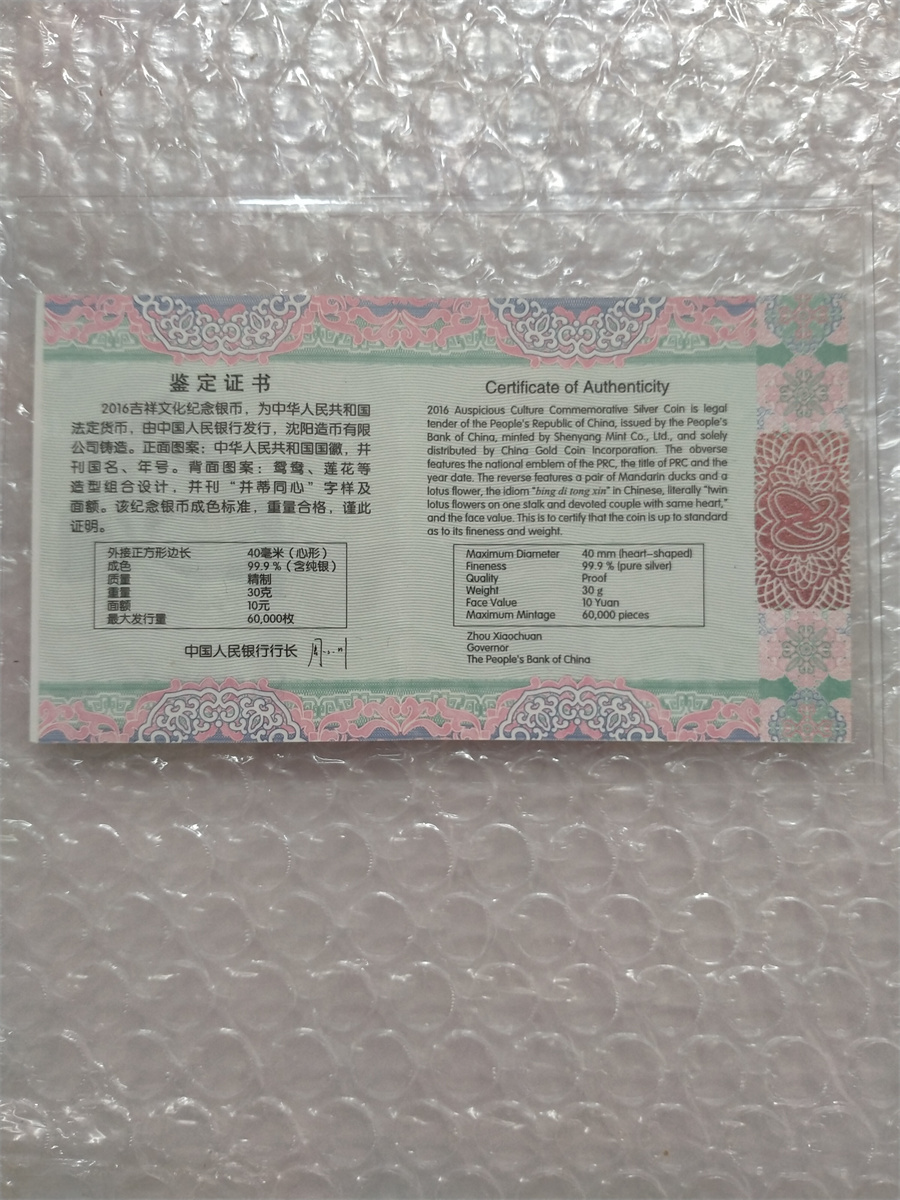 鉴定证书
2016吉祥文化纪念银币，为中华人民共和国
法定货币，由中国人民银行发行，沈阳造币有限
公司铸造。正面图案：中华人民共和国国徽，并
刊国名、年号。背面图案：鸳鸯、莲花等
造型组合设计，并刊“并蒂同心”字样及
面额。该纪念银币成色标准，重量合格，谨此
证明。
外接正方形边长 40毫米（心形）
成色 99.9％（含纯银）
质量 精制
重量 30克
面额 10元
最大发行量 60,000枚
中国人民银行行长
Certificate of Authenticity
2016 Auspicious Culture Commemorative Silver Coin is legal
tender of the People's Republic of China, issued by the People's
Bank of China, minted by Shenyang Mint Co., Ltd., and solely
distributed by China Gold Coin Incorporation. The obverse
features the national emblem of the PRC, the title of PRC and the
year date. The reverse features a pair of Mandarin ducks and a
lotus flower, the idiom "bing di tong xin" in Chinese, literally "twin
lotus flowers on one stalk and devoted couple with same heart,"
and the face value. This is to certify that the coin is up to standard
as to its fineness and weight.
Maximum Diameter 40 mm (heart-shaped)
Fineness 99.9 % (pure silver)
Quality Proof
Weight 30 g
Face Value 10 Yuan
Maximum Mintage 60,000 pieces
Zhou Xiaochuan
Governor
The People's Bank of China